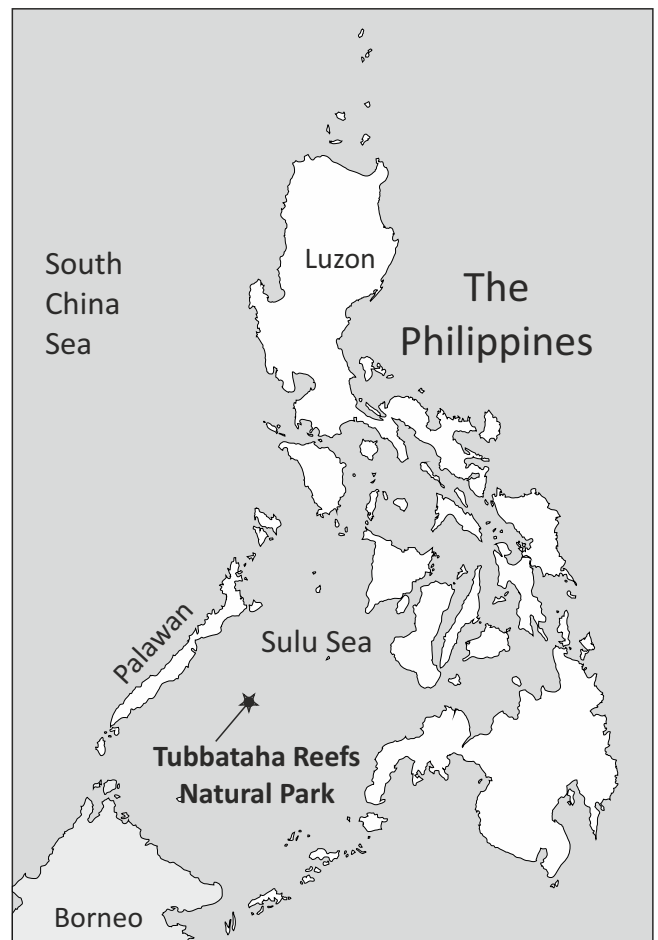 Luzon
South
China
Sea
The
Philippines
Palawan
Sulu Sea
Tubbataha Reefs
Natural Park
Borneo